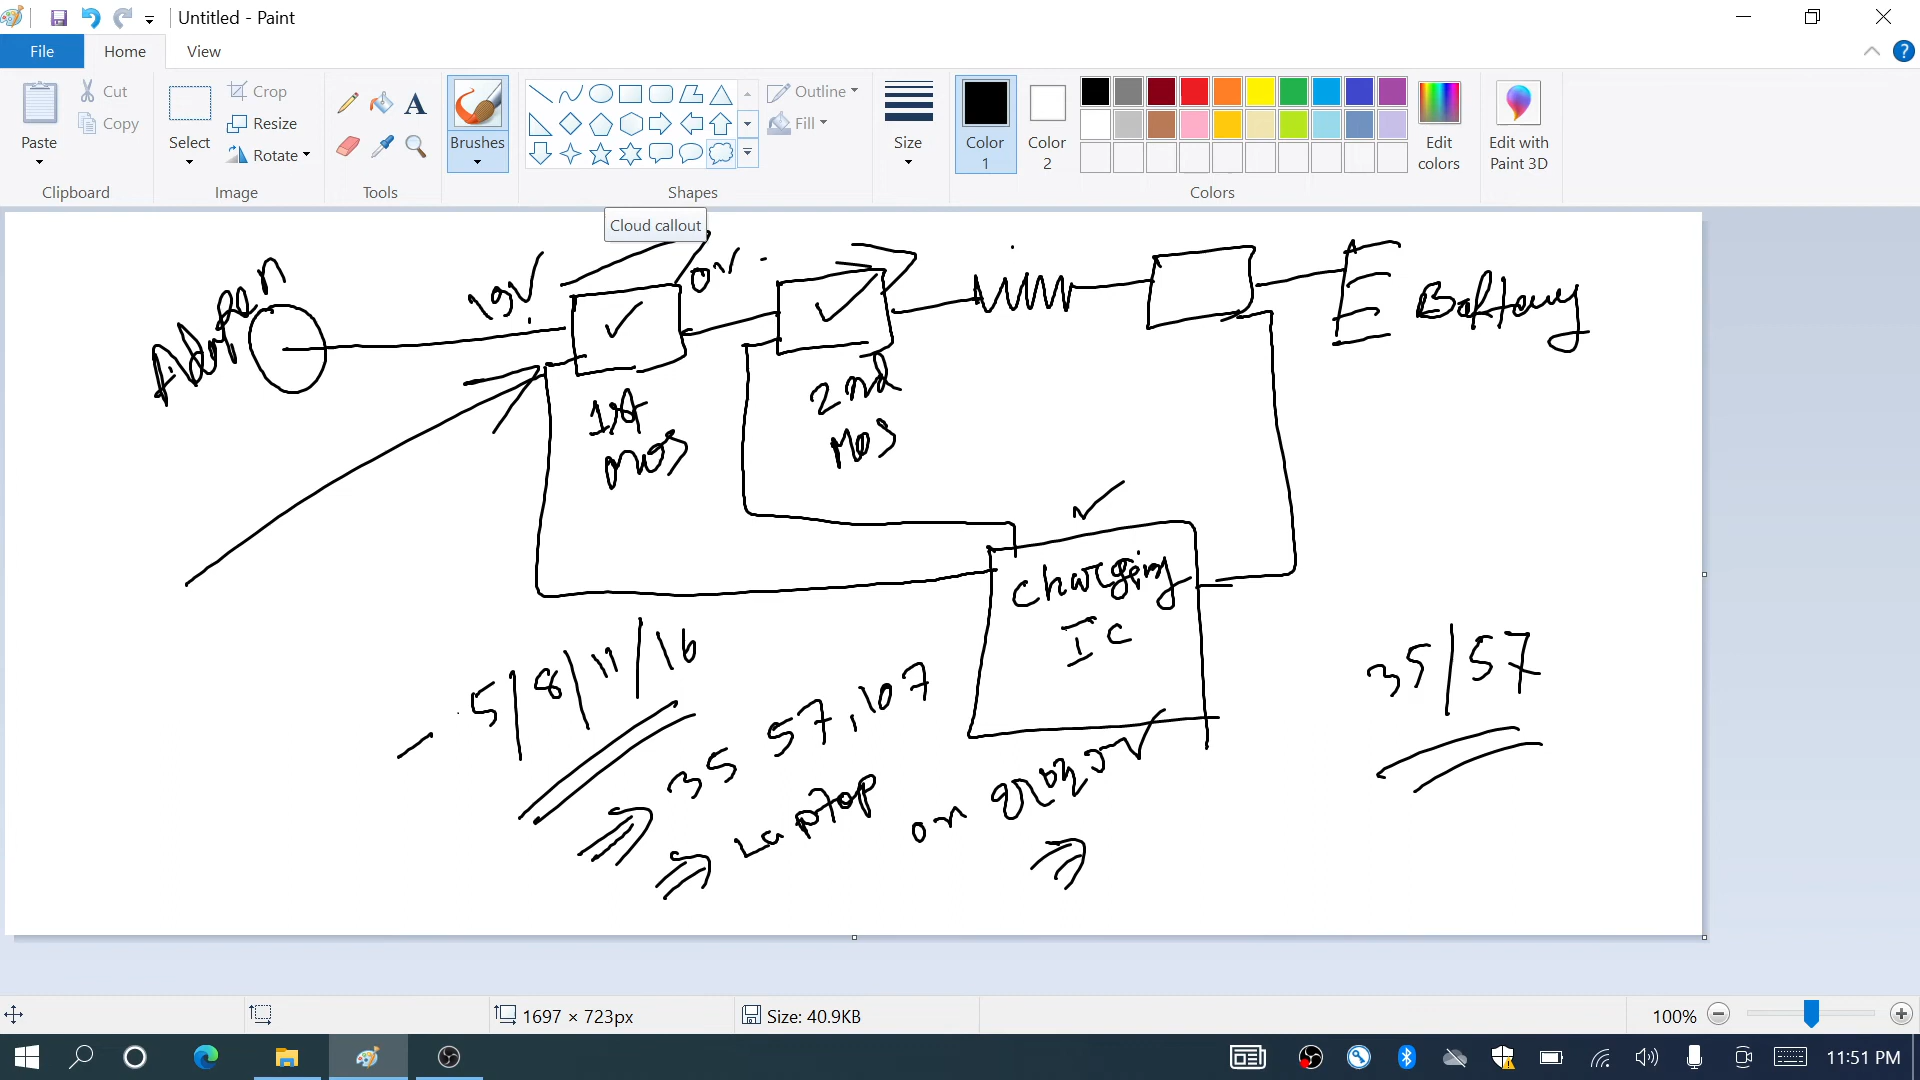 Untitled - Paint
File
Home
View
Paste
Cut
Copy
Clipboard
Select
Crop
Resize
Rotate
Image
Tools
Brushes
Shapes
Outline
Fill
Size
Color 1
Color 2
Colors
Edit colors
Edit with Paint 3D
Cloud callout
19V
0V
1st
mos
2nd
mos
Battery
Charging
IC
5/8/11/16
35 57,107
Laptop
on
35/57
1697 × 723px
Size: 40.9KB
100%
11:51 PM